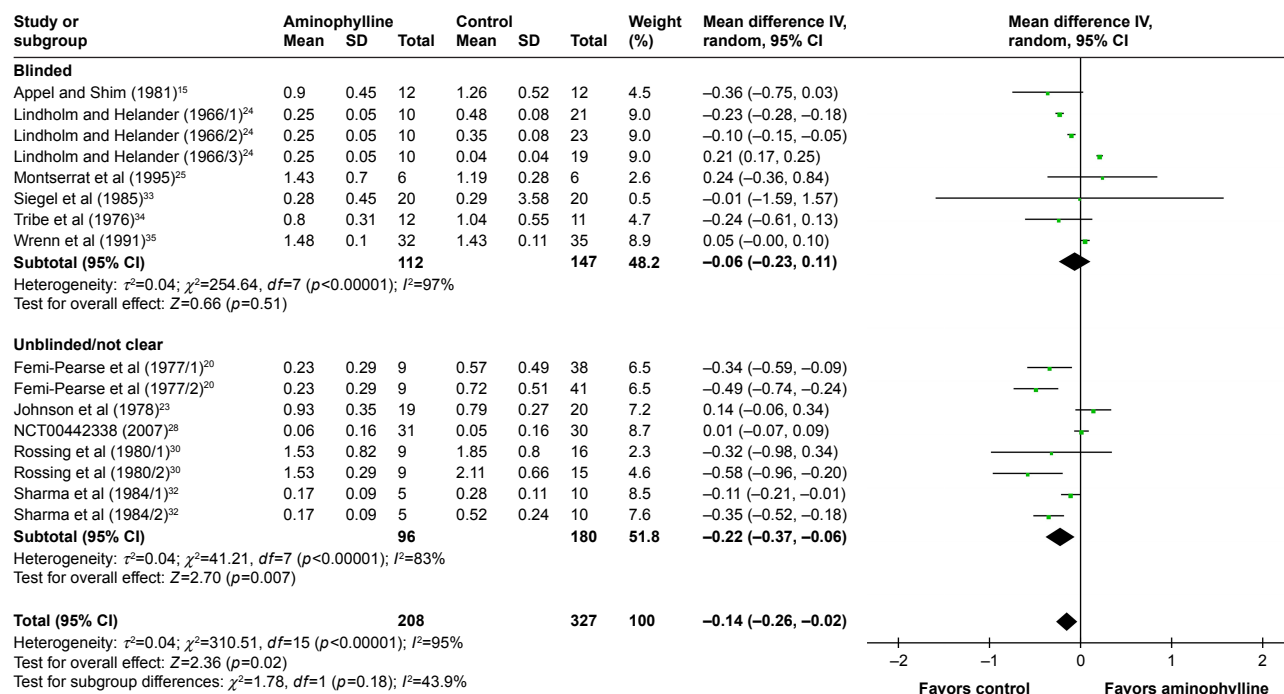 Study or subgroup Aminophylline Control Weight (%) Mean difference IV, random, 95% CI Mean difference IV, random, 95% CI
Mean SD Total Mean SD Total
Blinded
Appel and Shim (1981)15 0.9 0.45 12 1.26 0.52 12 4.5 –0.36 (–0.75, 0.03)
Lindholm and Helander (1966/1)24 0.25 0.05 10 0.48 0.08 21 9.0 –0.23 (–0.28, –0.18)
Lindholm and Helander (1966/2)24 0.25 0.05 10 0.35 0.08 23 9.0 –0.10 (–0.15, –0.05)
Lindholm and Helander (1966/3)24 0.25 0.05 10 0.04 0.04 19 9.0 0.21 (0.17, 0.25)
Montserrat et al (1995)25 1.43 0.7 6 1.19 0.28 6 2.6 0.24 (–0.36, 0.84)
Siegel et al (1985)33 0.28 0.45 20 0.29 3.58 20 0.5 –0.01 (–1.59, 1.57)
Tribe et al (1976)34 0.8 0.31 12 1.04 0.55 11 4.7 –0.24 (–0.61, 0.13)
Wrenn et al (1991)35 1.48 0.1 32 1.43 0.11 35 8.9 0.05 (–0.00, 0.10)
Subtotal (95% CI) 112 147 48.2 –0.06 (–0.23, 0.11)
Heterogeneity: τ²=0.04; χ²=254.64, df=7 (p<0.00001); I²=97%
Test for overall effect: Z=0.66 (p=0.51)
Unblinded/not clear
Femi-Pearse et al (1977/1)20 0.23 0.29 9 0.57 0.49 38 6.5 –0.34 (–0.59, –0.09)
Femi-Pearse et al (1977/2)20 0.23 0.29 9 0.72 0.51 41 6.5 –0.49 (–0.74, –0.24)
Johnson et al (1978)23 0.93 0.35 19 0.79 0.27 20 7.2 0.14 (–0.06, 0.34)
NCT00442338 (2007)28 0.06 0.16 31 0.05 0.16 30 8.7 0.01 (–0.07, 0.09)
Rossing et al (1980/1)30 1.53 0.82 9 1.85 0.8 16 2.3 –0.32 (–0.98, 0.34)
Rossing et al (1980/2)30 1.53 0.29 9 2.11 0.66 15 4.6 –0.58 (–0.96, –0.20)
Sharma et al (1984/1)32 0.17 0.09 5 0.28 0.11 10 8.5 –0.11 (–0.21, –0.01)
Sharma et al (1984/2)32 0.17 0.09 5 0.52 0.24 10 7.6 –0.35 (–0.52, –0.18)
Subtotal (95% CI) 96 180 51.8 –0.22 (–0.37, –0.06)
Heterogeneity: τ²=0.04; χ²=41.21, df=7 (p<0.00001); I²=83%
Test for overall effect: Z=2.70 (p=0.007)
Total (95% CI) 208 327 100 –0.14 (–0.26, –0.02)
Heterogeneity: τ²=0.04; χ²=310.51, df=15 (p<0.00001); I²=95%
Test for overall effect: Z=2.36 (p=0.02)
Test for subgroup differences: χ²=1.78, df=1 (p=0.18); I²=43.9%
–2 –1 0 1 2
Favors control Favors aminophylline